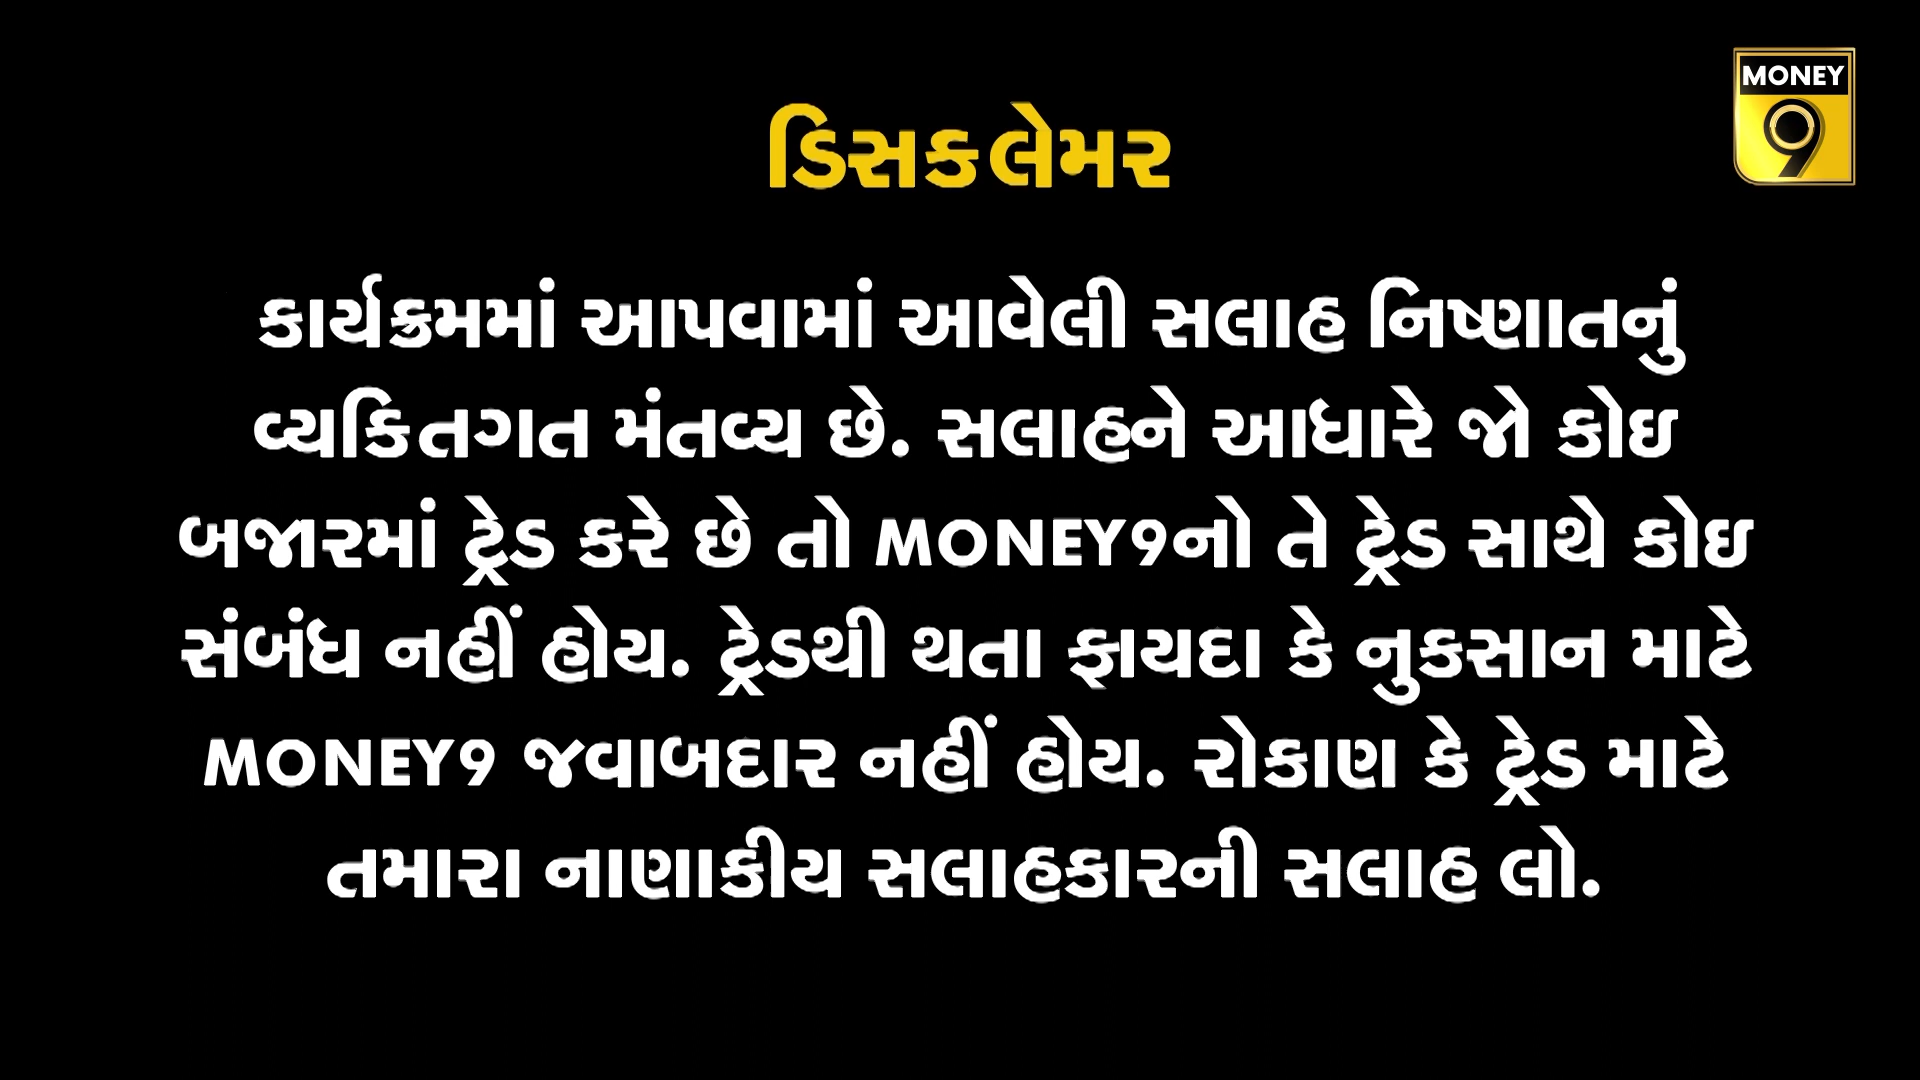 MONEY
9
ડિસકલેમર
કાર્યક્રમમાં આપવામાં આવેલી સલાહ નિષ્ણાતનું
વ્યકિતગત મંતવ્ય છે. સલાહને આધારે જો કોઇ
બજારમાં ટ્રેડ કરે છે તો MONEY9નો તે ટ્રેડ સાથે કોઇ
સંબંધ નહીં હોય. ટ્રેડથી થતા ફાયદા કે નુકસાન માટે
MONEY9 જવાબદાર નહીં હોય. રોકાણ કે ટ્રેડ માટે
તમારા નાણાકીય સલાહકારની સલાહ લો.